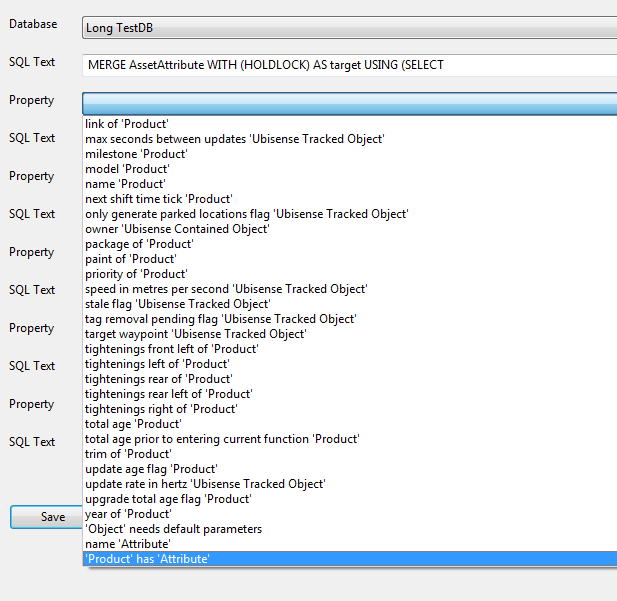 Database
Long TestDB
SQL Text
MERGE AssetAttribute WITH (HOLDLOCK) AS target USING (SELECT
Property
link of 'Product'
max seconds between updates 'Ubisense Tracked Object'
SQL Text
milestone 'Product'
model 'Product'
Property
name 'Product'
next shift time tick 'Product'
SQL Text
only generate parked locations flag 'Ubisense Tracked Object'
owner 'Ubisense Contained Object'
package of 'Product'
Property
paint of 'Product'
priority of 'Product'
SQL Text
speed in metres per second 'Ubisense Tracked Object'
stale flag 'Ubisense Tracked Object'
tag removal pending flag 'Ubisense Tracked Object'
Property
target waypoint 'Ubisense Tracked Object'
tightenings front left of 'Product'
SQL Text
tightenings left of 'Product'
tightenings rear of 'Product'
tightenings rear left of 'Product'
Property
tightenings right of 'Product'
total age 'Product'
SQL Text
total age prior to entering current function 'Product'
trim of 'Product'
update age flag 'Product'
update rate in hertz 'Ubisense Tracked Object'
upgrade total age flag 'Product'
Save
year of 'Product'
'Object' needs default parameters
name 'Attribute'
'Product' has 'Attribute'